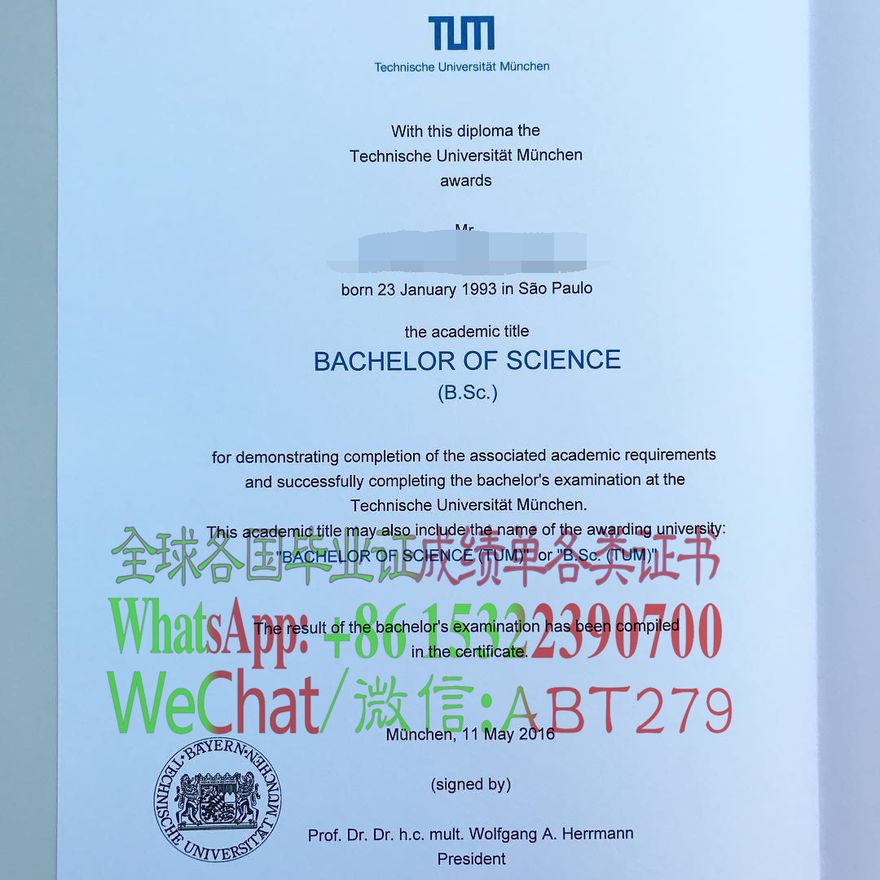 TUM
Technische Universität München
With this diploma the
Technische Universität München
awards
Mr
born 23 January 1993 in São Paulo
the academic title
BACHELOR OF SCIENCE
(B.Sc.)
for demonstrating completion of the associated academic requirements
and successfully completing the bachelor's examination at the
Technische Universität München.
This academic title may also include the name of the awarding university:
"BACHELOR OF SCIENCE (TUM)" or "B.Sc. (TUM)"
全球各国毕业证成绩单各类证书
WhatsApp: +86 15322390700
The result of the bachelor's examination has been compiled
in the certificate.
WeChat/微信:ABT279
München, 11 May 2016
(signed by)
TECHNISCHE UNIVERSITÄT MÜNCHEN · BAYERN ·
Prof. Dr. Dr. h.c. mult. Wolfgang A. Herrmann
President